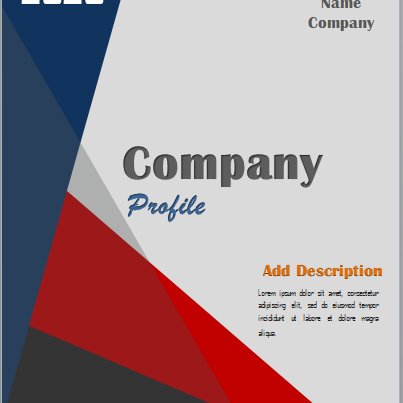 Name
Company
Company
Profile
Add Description
Lorem ipsum dolor sit amet, consectetur
adipiscing elit, sed do eiusmod tempor
incididunt ut labore et dolore magna
aliqua.